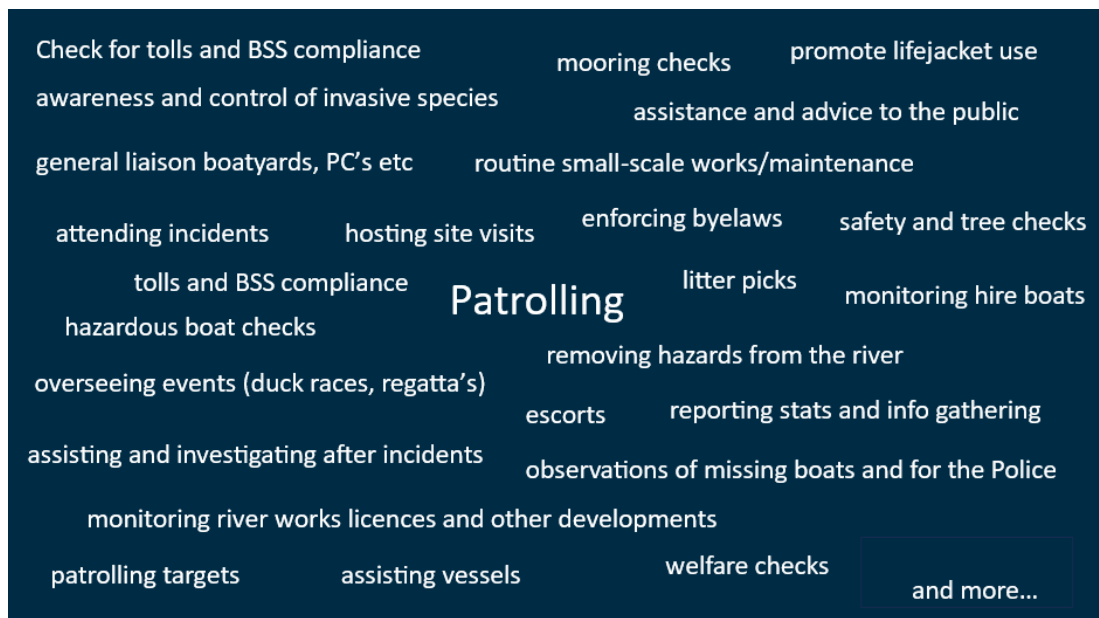 Check for tolls and BSS compliance
mooring checks
promote lifejacket use
awareness and control of invasive species
assistance and advice to the public
general liaison boatyards, PC’s etc
routine small-scale works/maintenance
attending incidents
hosting site visits
enforcing byelaws
safety and tree checks
tolls and BSS compliance
Patrolling
litter picks
monitoring hire boats
hazardous boat checks
removing hazards from the river
overseeing events (duck races, regatta’s)
escorts
reporting stats and info gathering
assisting and investigating after incidents
observations of missing boats and for the Police
monitoring river works licences and other developments
patrolling targets
assisting vessels
welfare checks
and more...